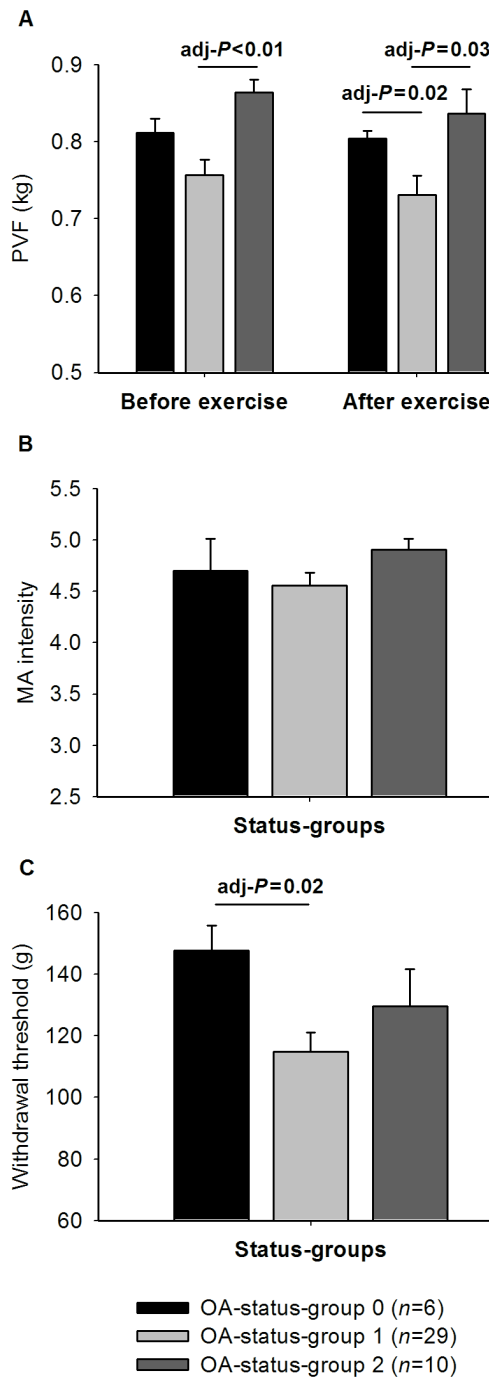 A
adj-P<0.01
adj-P=0.03
adj-P=0.02
0.9
0.8
0.7
0.6
0.5
PVF (kg)
Before exercise
After exercise
B
5.5
5.0
4.5
4.0
3.5
3.0
2.5
MA intensity
Status-groups
C
adj-P=0.02
160
140
120
100
80
60
Withdrawal threshold (g)
Status-groups
OA-status-group 0 (n=6)
OA-status-group 1 (n=29)
OA-status-group 2 (n=10)